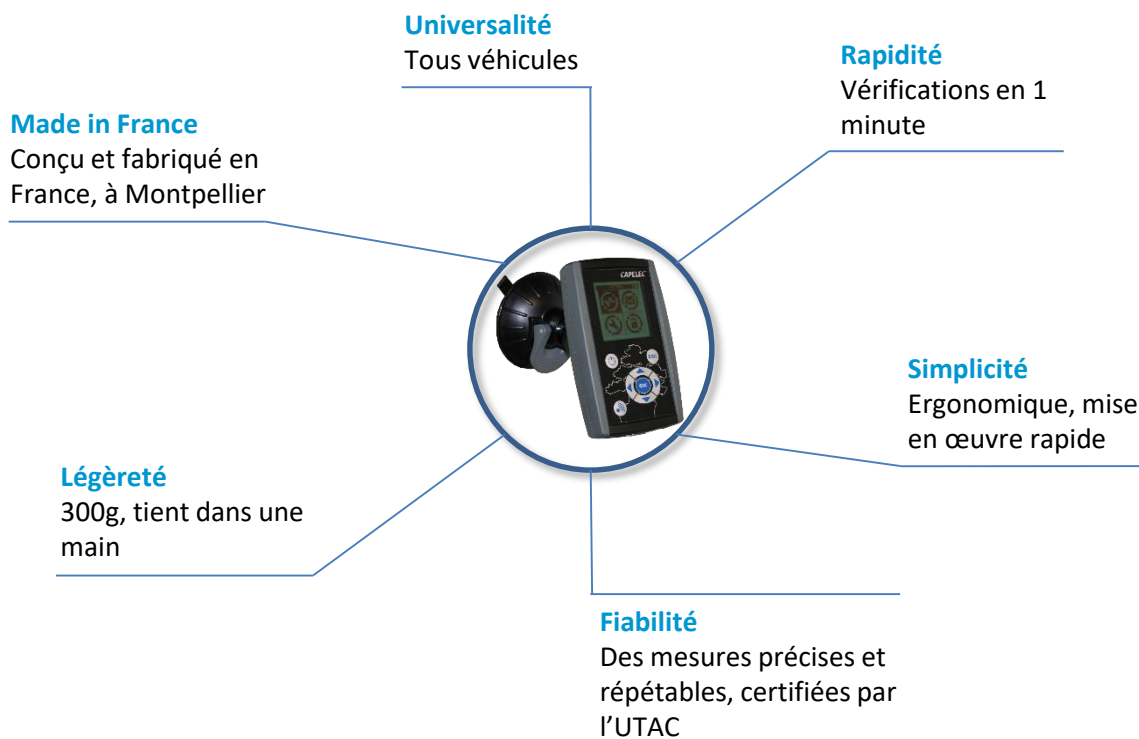 Universalité
Tous véhicules
Rapidité
Vérifications en 1
minute
Made in France
Conçu et fabriqué en
France, à Montpellier
CAPELEC
OK
Simplicité
Ergonomique, mise
en œuvre rapide
Légèreté
300g, tient dans une
main
Fiabilité
Des mesures précises et
répétables, certifiées par
l’UTAC